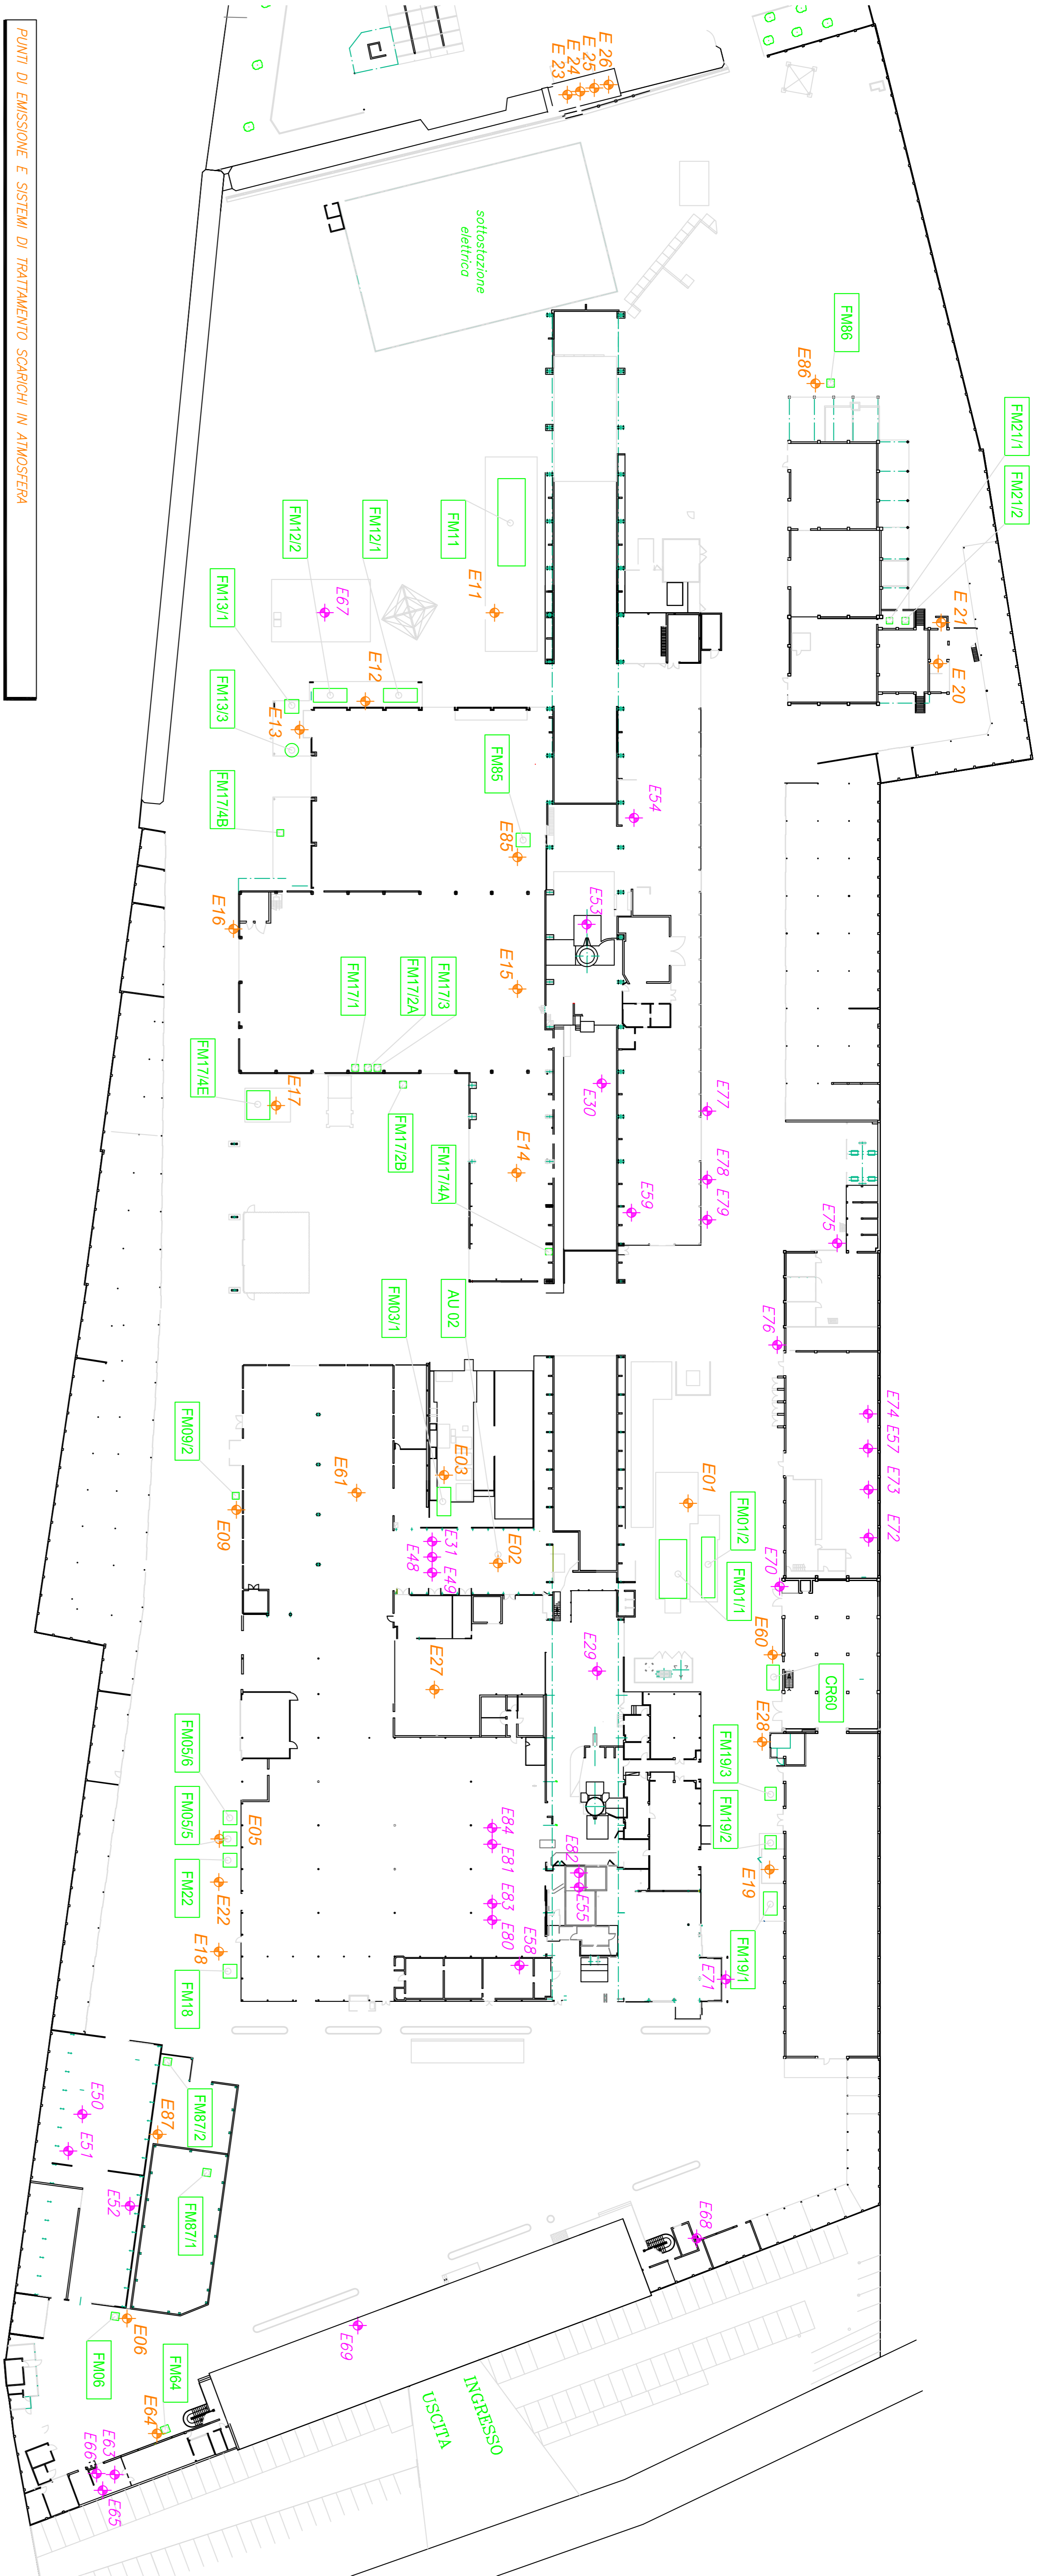 PUNTI DI EMISSIONE E SISTEMI DI TRATTAMENTO SCARICHI IN ATMOSFERA
E 26
E 25
E 24
E 23
sottostazione
elettrica
FM86
E86
FM21/1
FM21/2
E 21
E 20
FM11
E11
FM12/1
FM12/2
E12
E67
FM13/1
E13
FM13/3
FM17/4B
FM85
E85
E54
E53
E16
E15
FM17/1
FM17/2A
FM17/3
FM17/4E
E17
FM17/2B
FM17/4A
E14
E30
E59
E77
E78
E79
E75
E76
E74
E57
E73
E72
E70
AU 02
FM03/1
E03
E02
E61
FM09/2
E09
E31
E48
E49
E01
FM01/2
FM01/1
E60
CR60
E28
E29
E27
FM19/3
FM19/2
E19
FM19/1
FM05/6
FM05/5
E05
FM22
E22
E18
FM18
E84
E81
E83
E80
E82
E55
E58
E71
E50
E51
E52
E87
FM87/2
FM87/1
E68
E69
E06
FM06
FM64
E64
E63
E66
E65
INGRESSO
USCITA